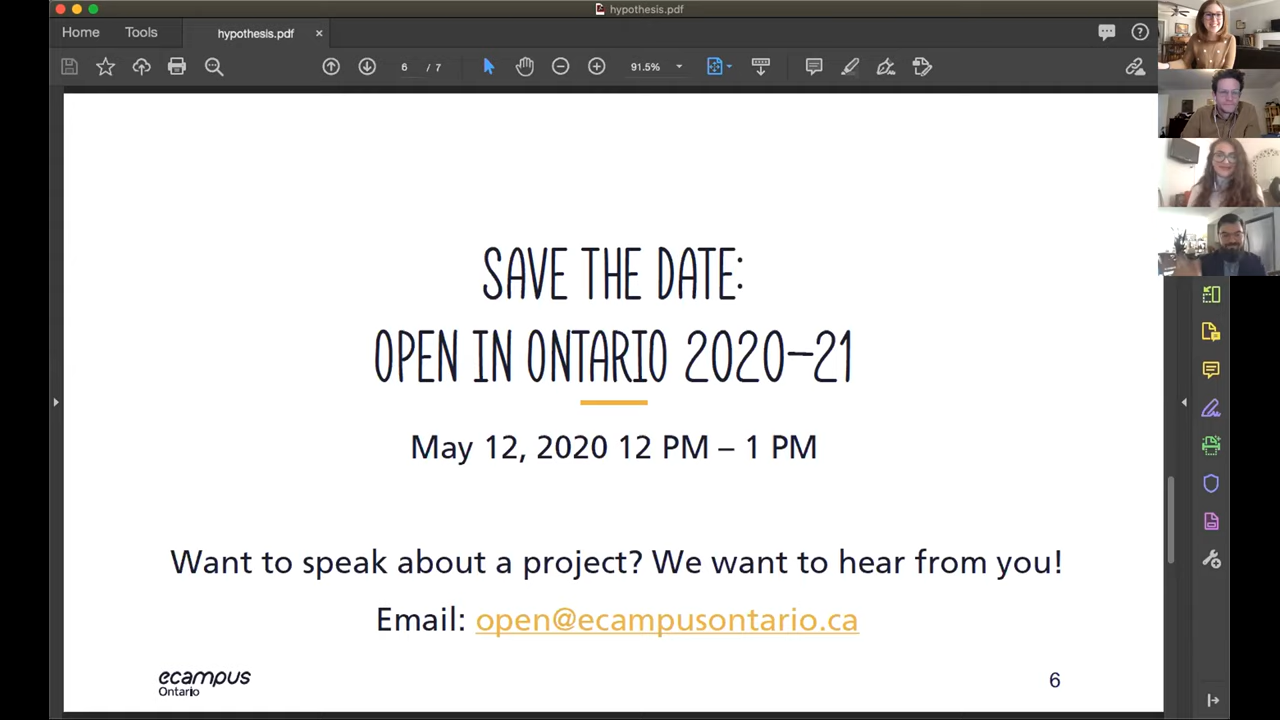 hypothesis.pdf
Home
Tools
hypothesis.pdf
6 / 7
91.5%
SAVE THE DATE:
OPEN IN ONTARIO 2020–21
May 12, 2020 12 PM – 1 PM
Want to speak about a project? We want to hear from you!
Email: open@ecampusontario.ca
ecampus
Ontario
6